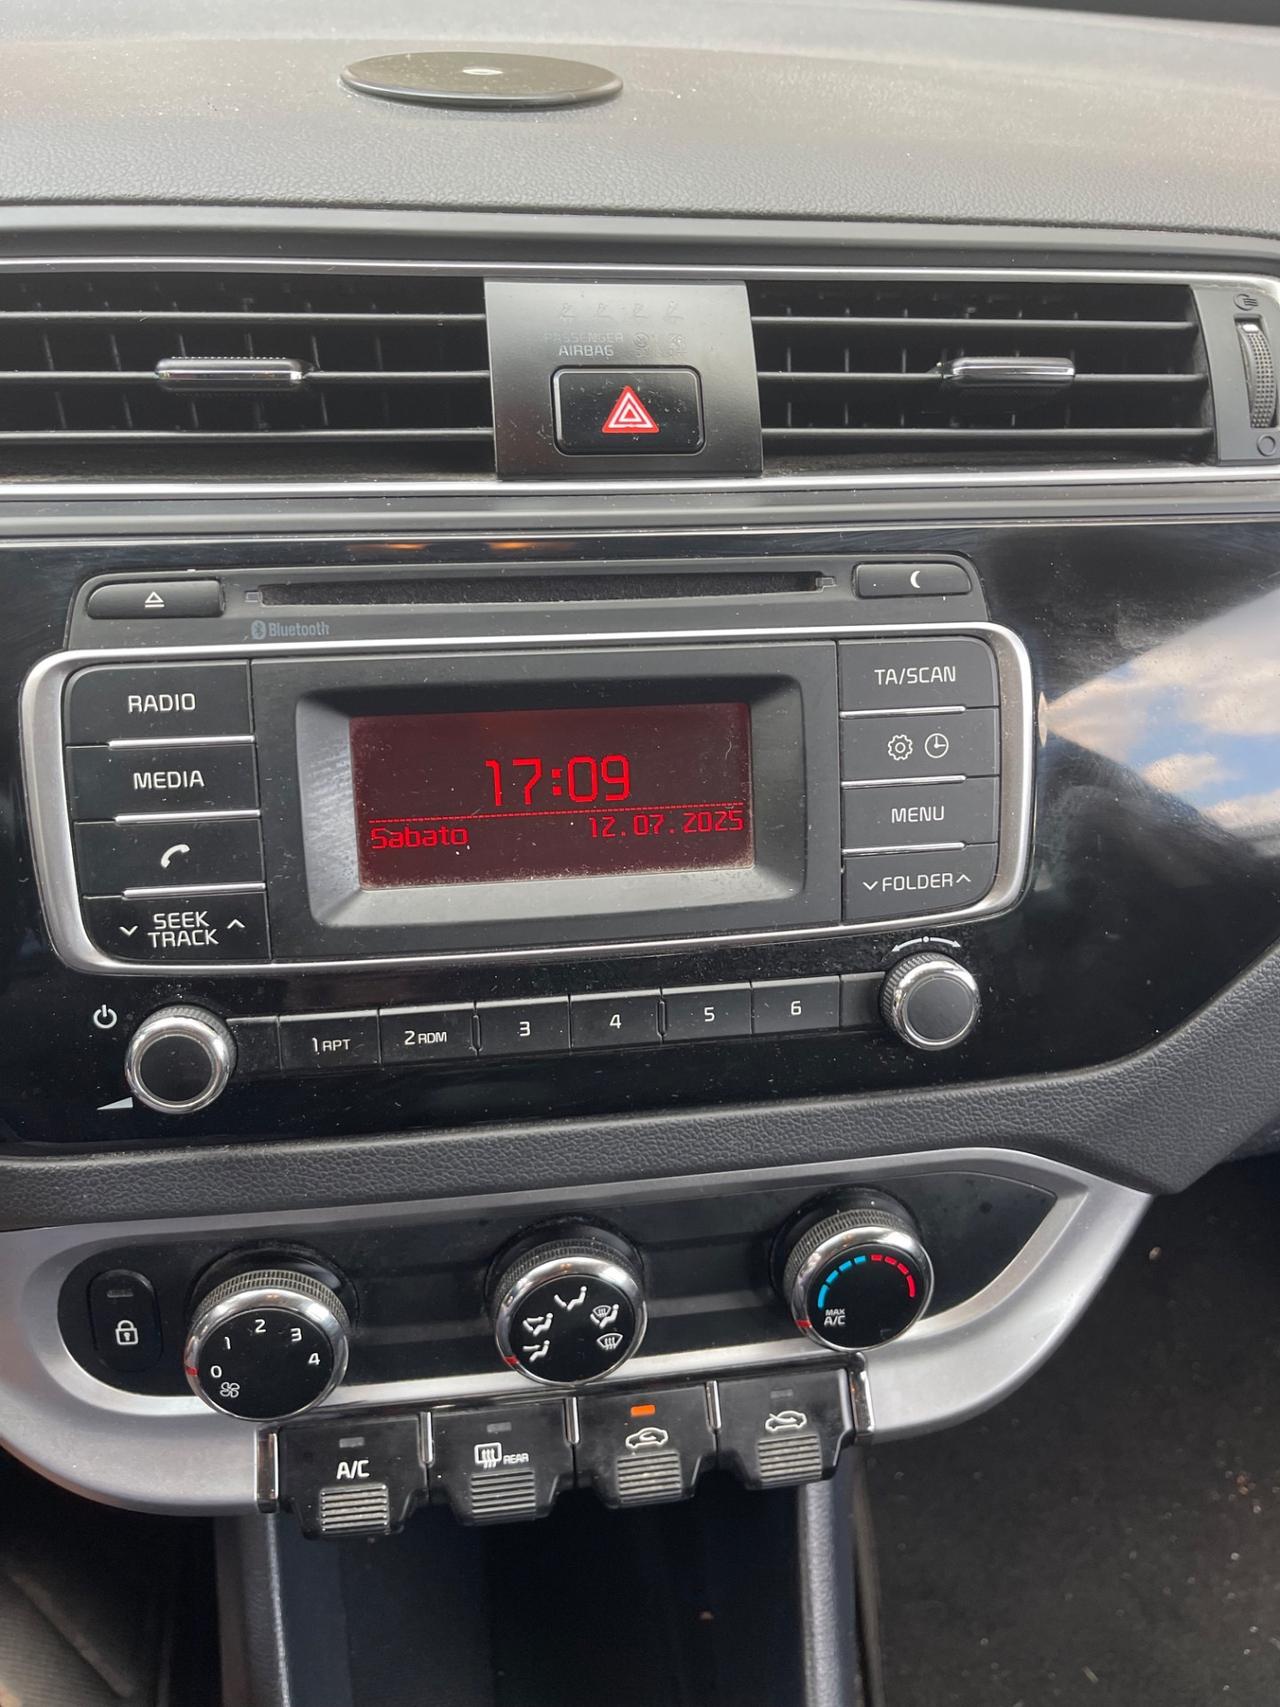 PASSENGER
AIRBAG
Bluetooth
RADIO
TA/SCAN
MEDIA
17:09
MENU
Sabato 12.07.2025
FOLDER
SEEK
TRACK
1 RPT 2 RDM 3 4 5 6
0 1 2 3 4
MAX
A/C
A/C
REAR